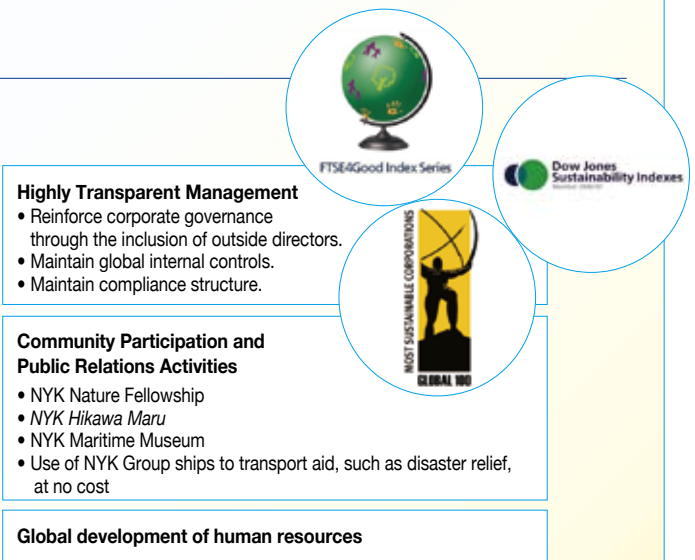 FTSE4Good Index Series
Dow Jones
Sustainability Indexes
Highly Transparent Management
• Reinforce corporate governance
through the inclusion of outside directors.
• Maintain global internal controls.
• Maintain compliance structure.
MOST SUSTAINABLE CORPORATIONS
GLOBAL 100
Community Participation and
Public Relations Activities
• NYK Nature Fellowship
• NYK Hikawa Maru
• NYK Maritime Museum
• Use of NYK Group ships to transport aid, such as disaster relief,
at no cost
Global development of human resources